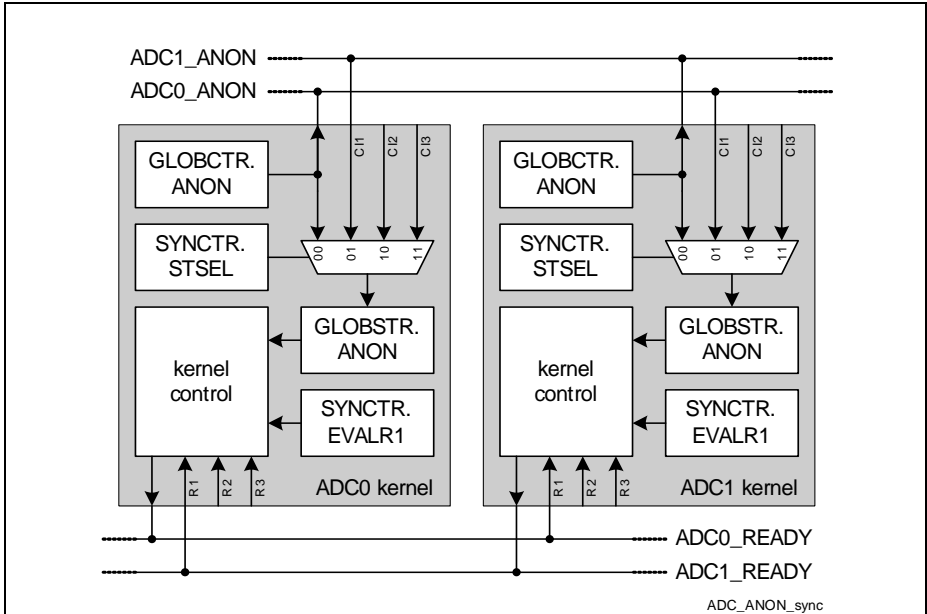 ADC1_ANON
ADC0_ANON
GLOBCTR.
ANON
CI1
CI2
CI3
SYNCTR.
STSEL
00
01
10
11
GLOBSTR.
ANON
kernel
control
SYNCTR.
EVALR1
R1
R2
R3
ADC0 kernel
GLOBCTR.
ANON
CI1
CI2
CI3
SYNCTR.
STSEL
00
01
10
11
GLOBSTR.
ANON
kernel
control
SYNCTR.
EVALR1
R1
R2
R3
ADC1 kernel
ADC0_READY
ADC1_READY
ADC_ANON_sync